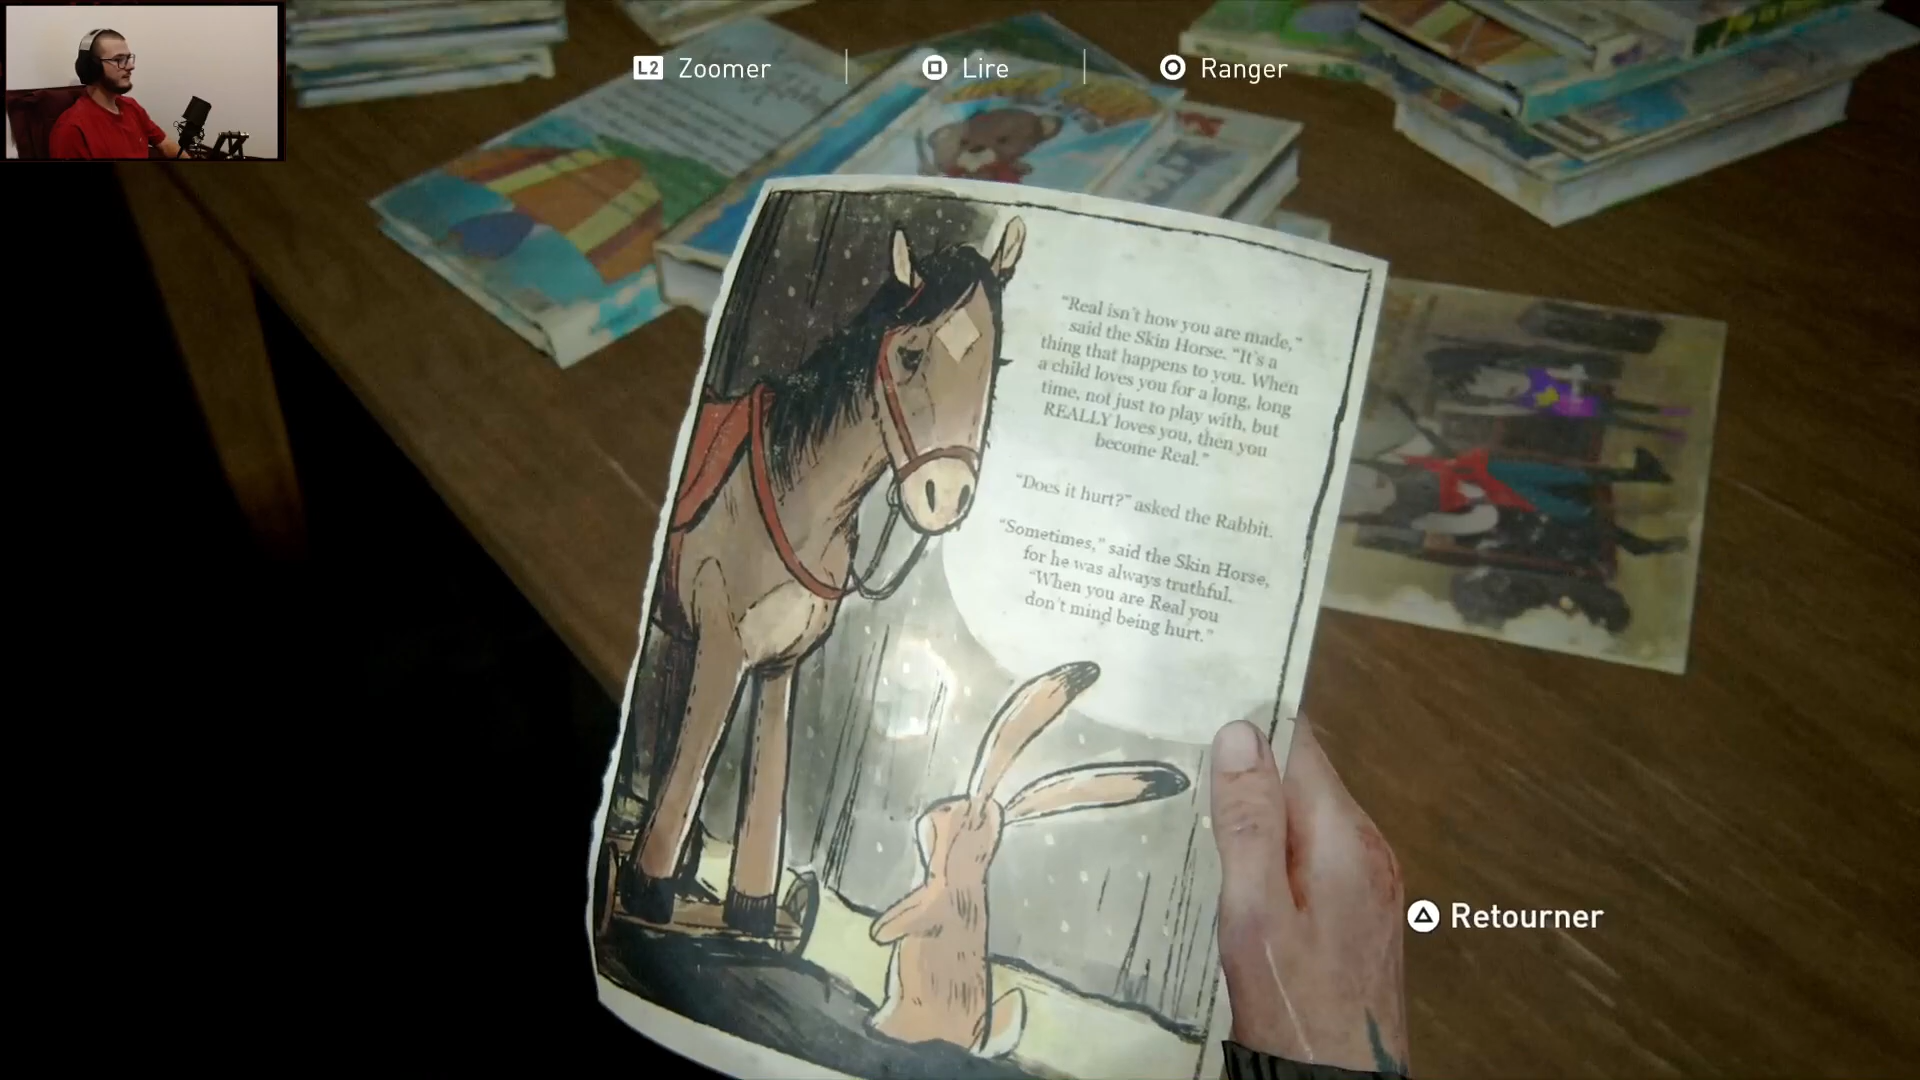 L2 Zoomer
Lire
Ranger
"Real isn't how you are made,"
said the Skin Horse. "It's a
thing that happens to you. When
a child loves you for a long, long
time, not just to play with, but
REALLY loves you, then you
become Real."
"Does it hurt?" asked the Rabbit.
"Sometimes," said the Skin Horse,
for he was always truthful.
"When you are Real you
don't mind being hurt."
Retourner